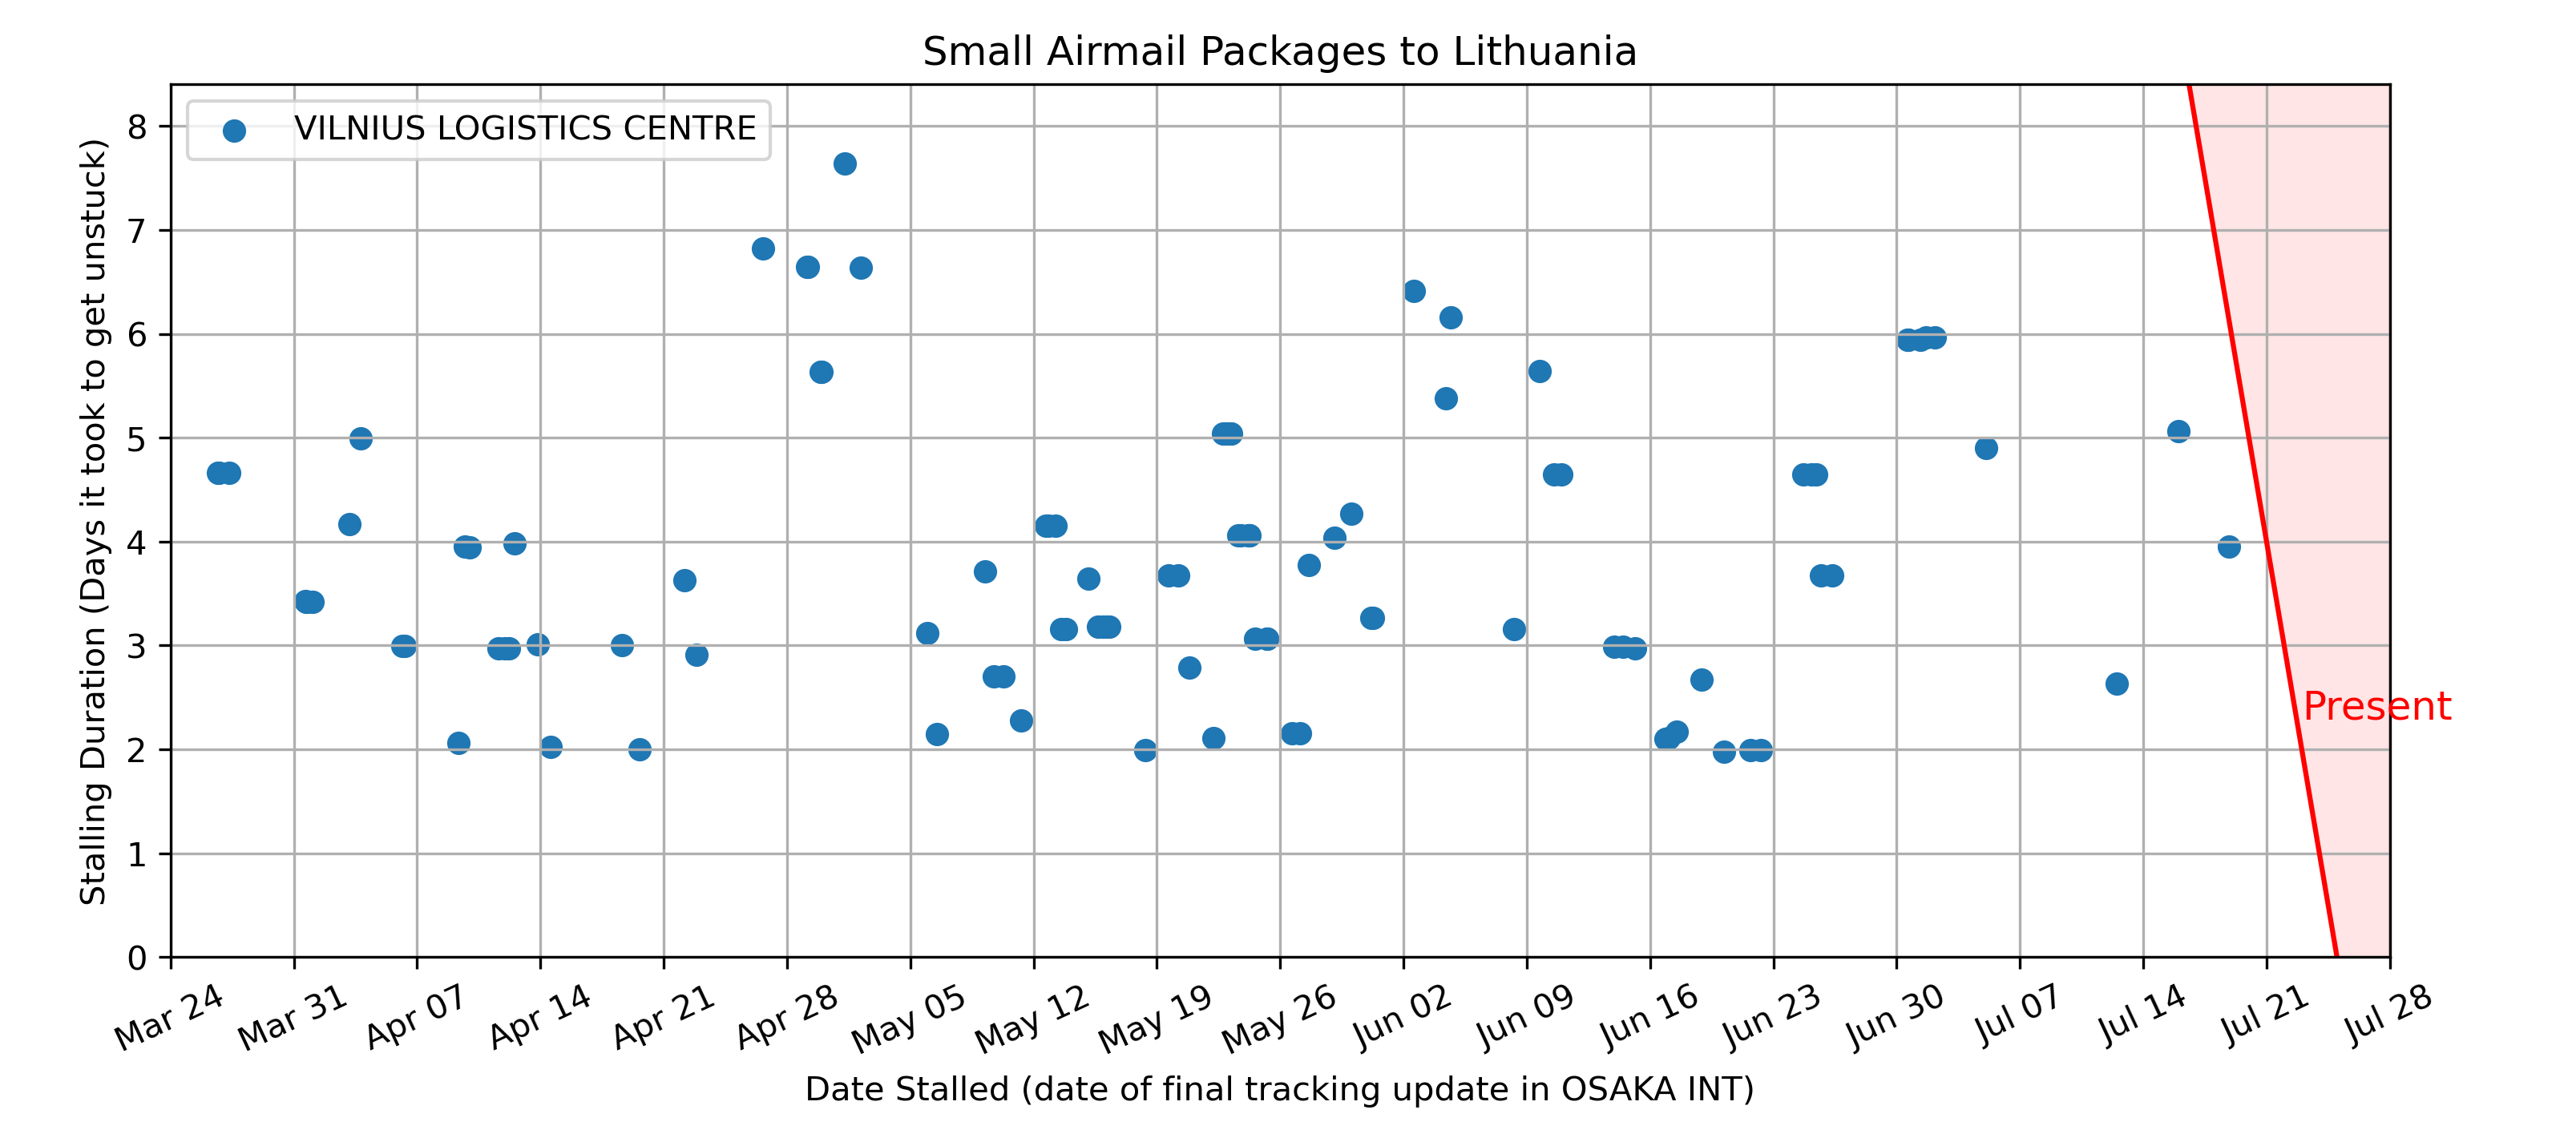 Small Airmail Packages to Lithuania
VILNIUS LOGISTICS CENTRE
Stalling Duration (Days it took to get unstuck)
8
7
6
5
4
3
2
1
0
Present
Mar 24
Mar 31
Apr 07
Apr 14
Apr 21
Apr 28
May 05
May 12
May 19
May 26
Jun 02
Jun 09
Jun 16
Jun 23
Jun 30
Jul 07
Jul 14
Jul 21
Jul 28
Date Stalled (date of final tracking update in OSAKA INT)